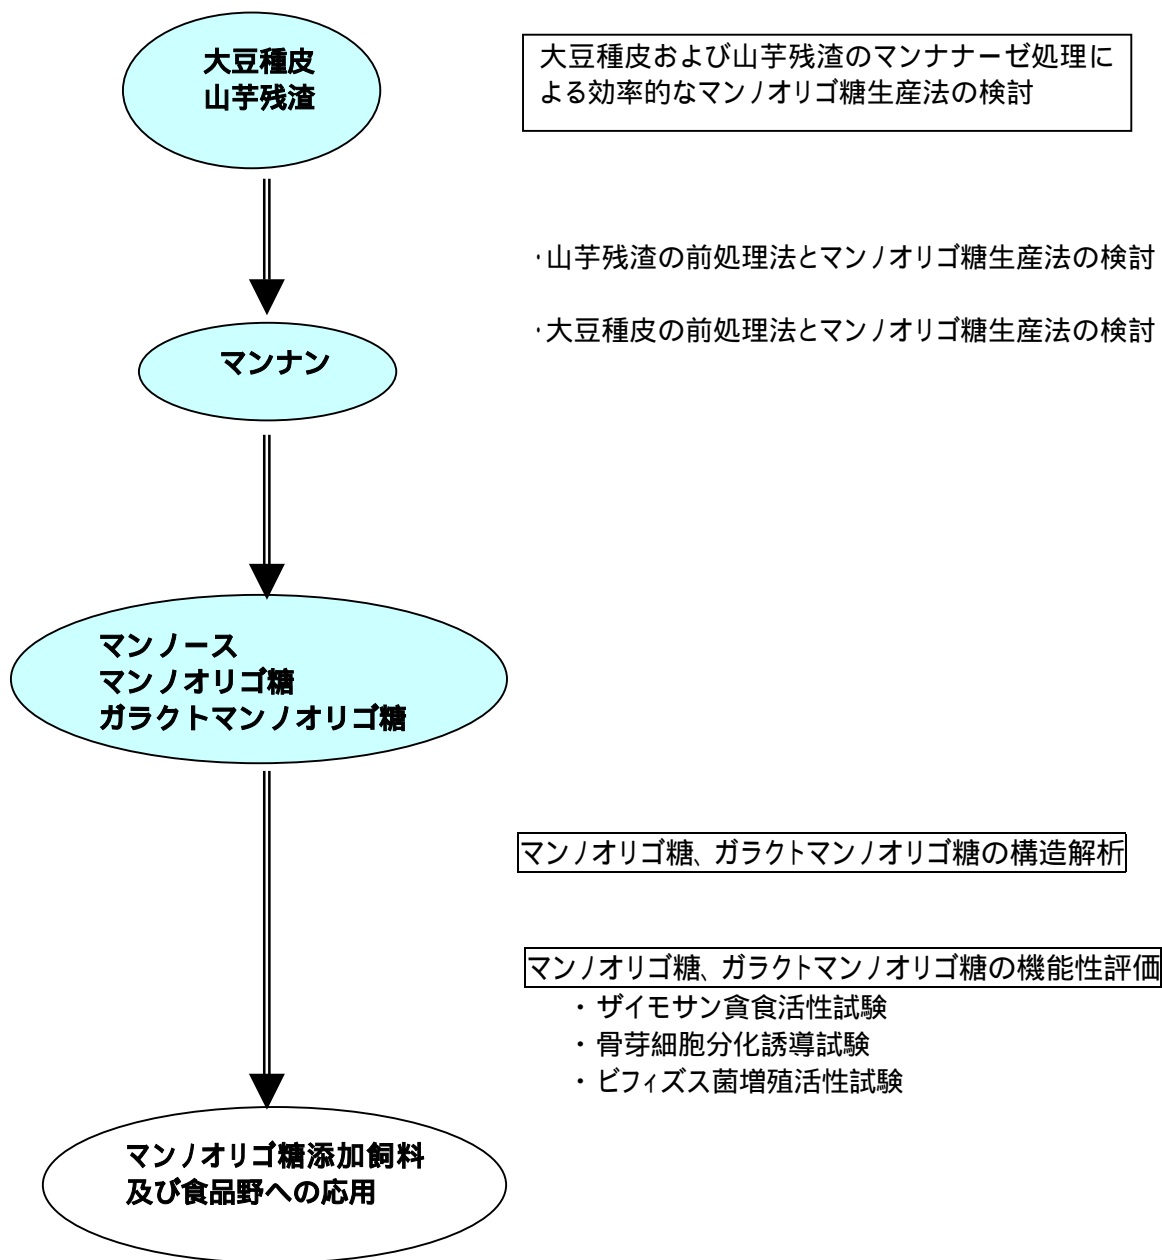 大豆種皮
山芋残渣
大豆種皮および山芋残渣のマンナナーゼ処理に
よる効率的なマンノオリゴ糖生産法の検討
・山芋残渣の前処理法とマンノオリゴ糖生産法の検討
・大豆種皮の前処理法とマンノオリゴ糖生産法の検討
マンナン
マンノース
マンノオリゴ糖
ガラクトマンノオリゴ糖
マンノオリゴ糖、ガラクトマンノオリゴ糖の構造解析
マンノオリゴ糖、ガラクトマンノオリゴ糖の機能性評価
・ザイモサン貪食活性試験
・骨芽細胞分化誘導試験
・ビフィズス菌増殖活性試験
マンノオリゴ糖添加飼料
及び食品野への応用